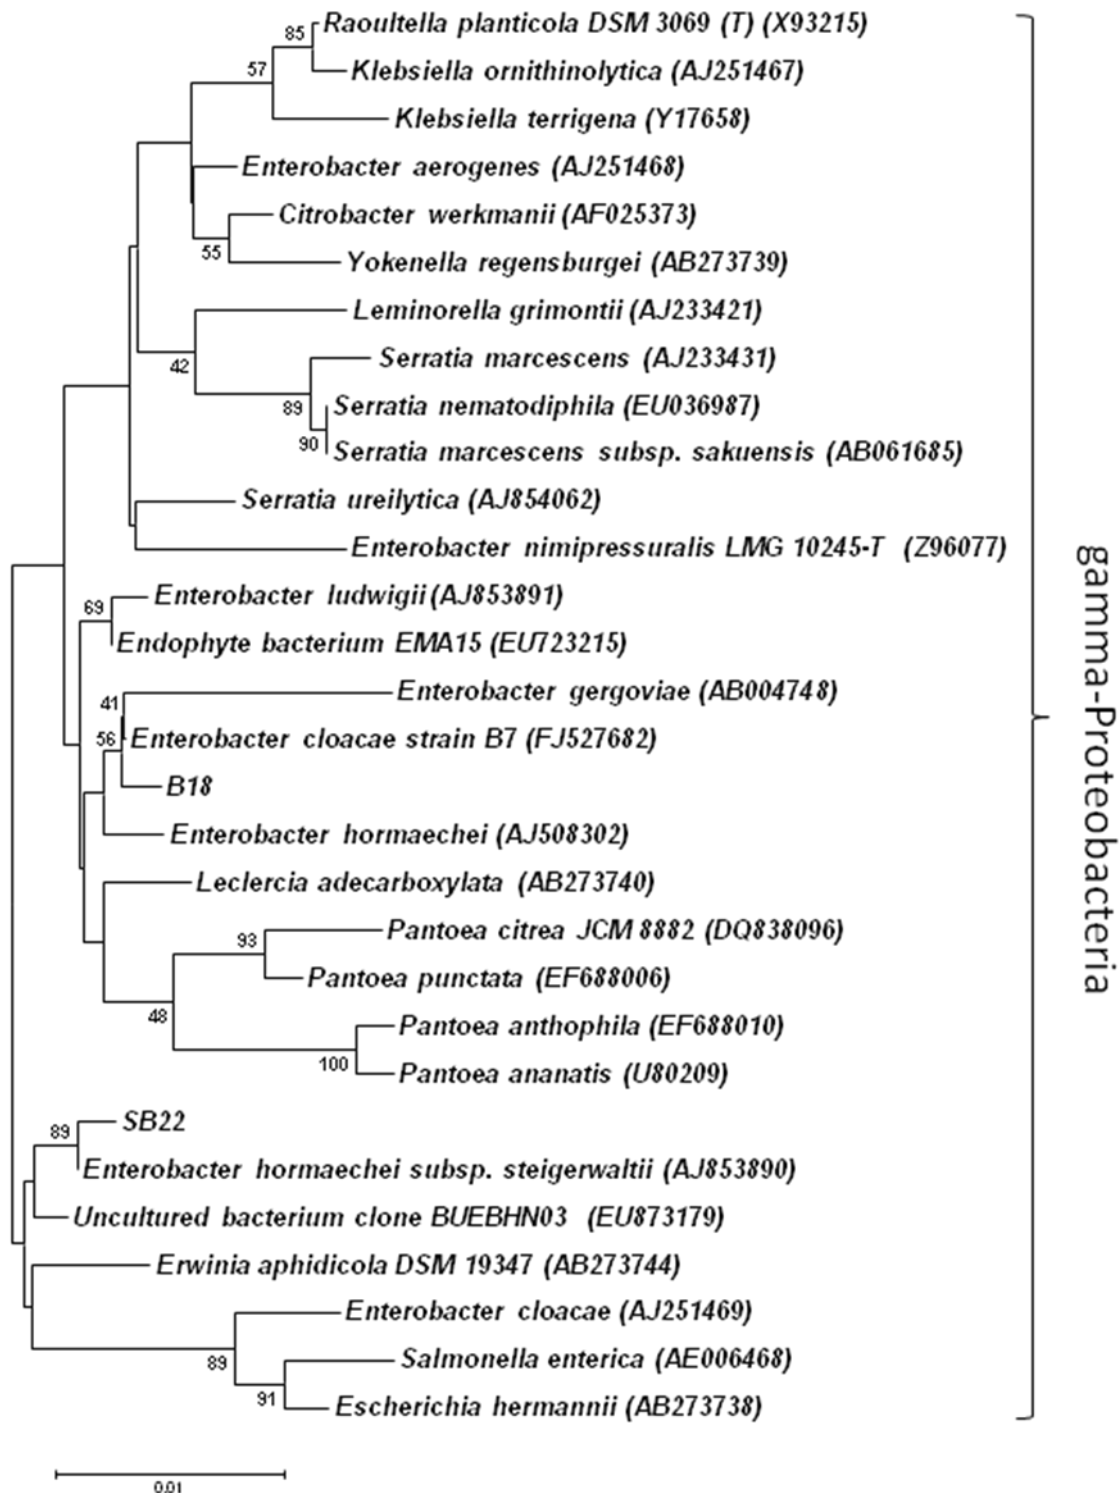 85
Raoultella planticola DSM 3069 (T) (X93215)
57
Klebsiella ornithinolytica (AJ251467)
Klebsiella terrigena (Y17658)
Enterobacter aerogenes (AJ251468)
Citrobacter werkmanii (AF025373)
55
Yokenella regensburgei (AB273739)
Leminorella grimontii (AJ233421)
42
Serratia marcescens (AJ233431)
89
Serratia nematodiphila (EU036987)
90
Serratia marcescens subsp. sakuensis (AB061685)
Serratia ureilytica (AJ854062)
Enterobacter nimipressuralis LMG 10245-T (Z96077)
69
Enterobacter ludwigii (AJ853891)
Endophyte bacterium EMA15 (EU723215)
41
Enterobacter gergoviae (AB004748)
56
Enterobacter cloacae strain B7 (FJ527682)
B18
Enterobacter hormaechei (AJ508302)
Leclercia adecarboxylata (AB273740)
93
Pantoea citrea JCM 8882 (DQ838096)
Pantoea punctata (EF688006)
48
Pantoea anthophila (EF688010)
100
Pantoea ananatis (U80209)
89
SB22
Enterobacter hormaechei subsp. steigerwaltii (AJ853890)
Uncultured bacterium clone BUEBHN03 (EU873179)
Erwinia aphidicola DSM 19347 (AB273744)
Enterobacter cloacae (AJ251469)
89
Salmonella enterica (AE006468)
91
Escherichia hermannii (AB273738)
0.01
gamma-Proteobacteria